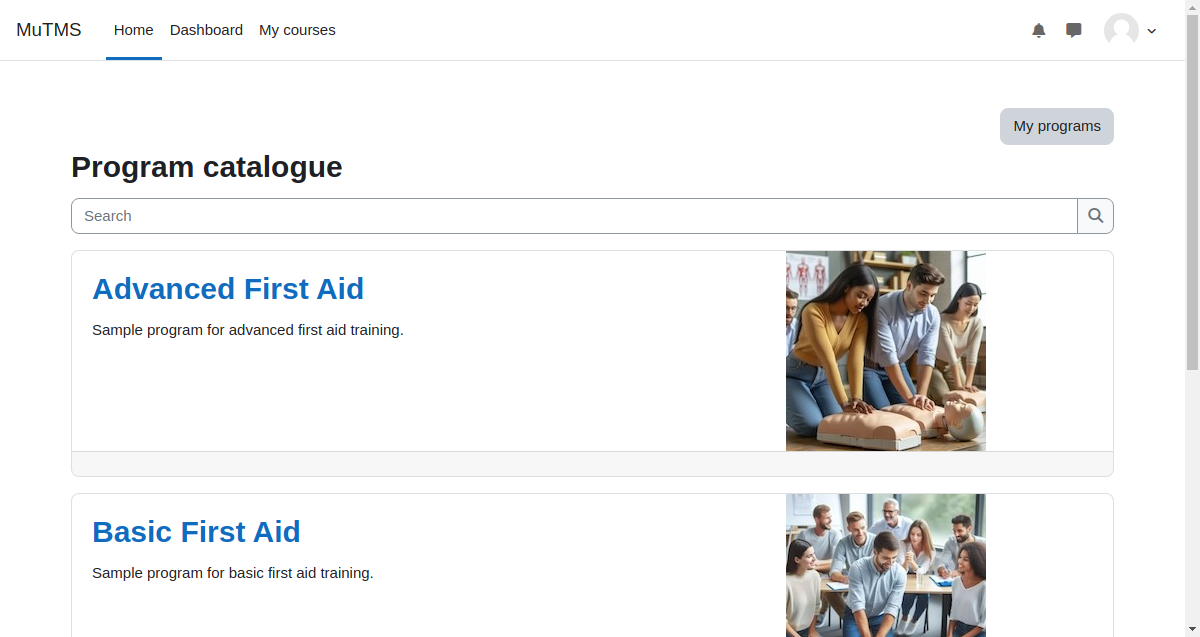 MuTMS Home Dashboard My courses
My programs
Program catalogue
Search
Advanced First Aid
Sample program for advanced first aid training.
Basic First Aid
Sample program for basic first aid training.